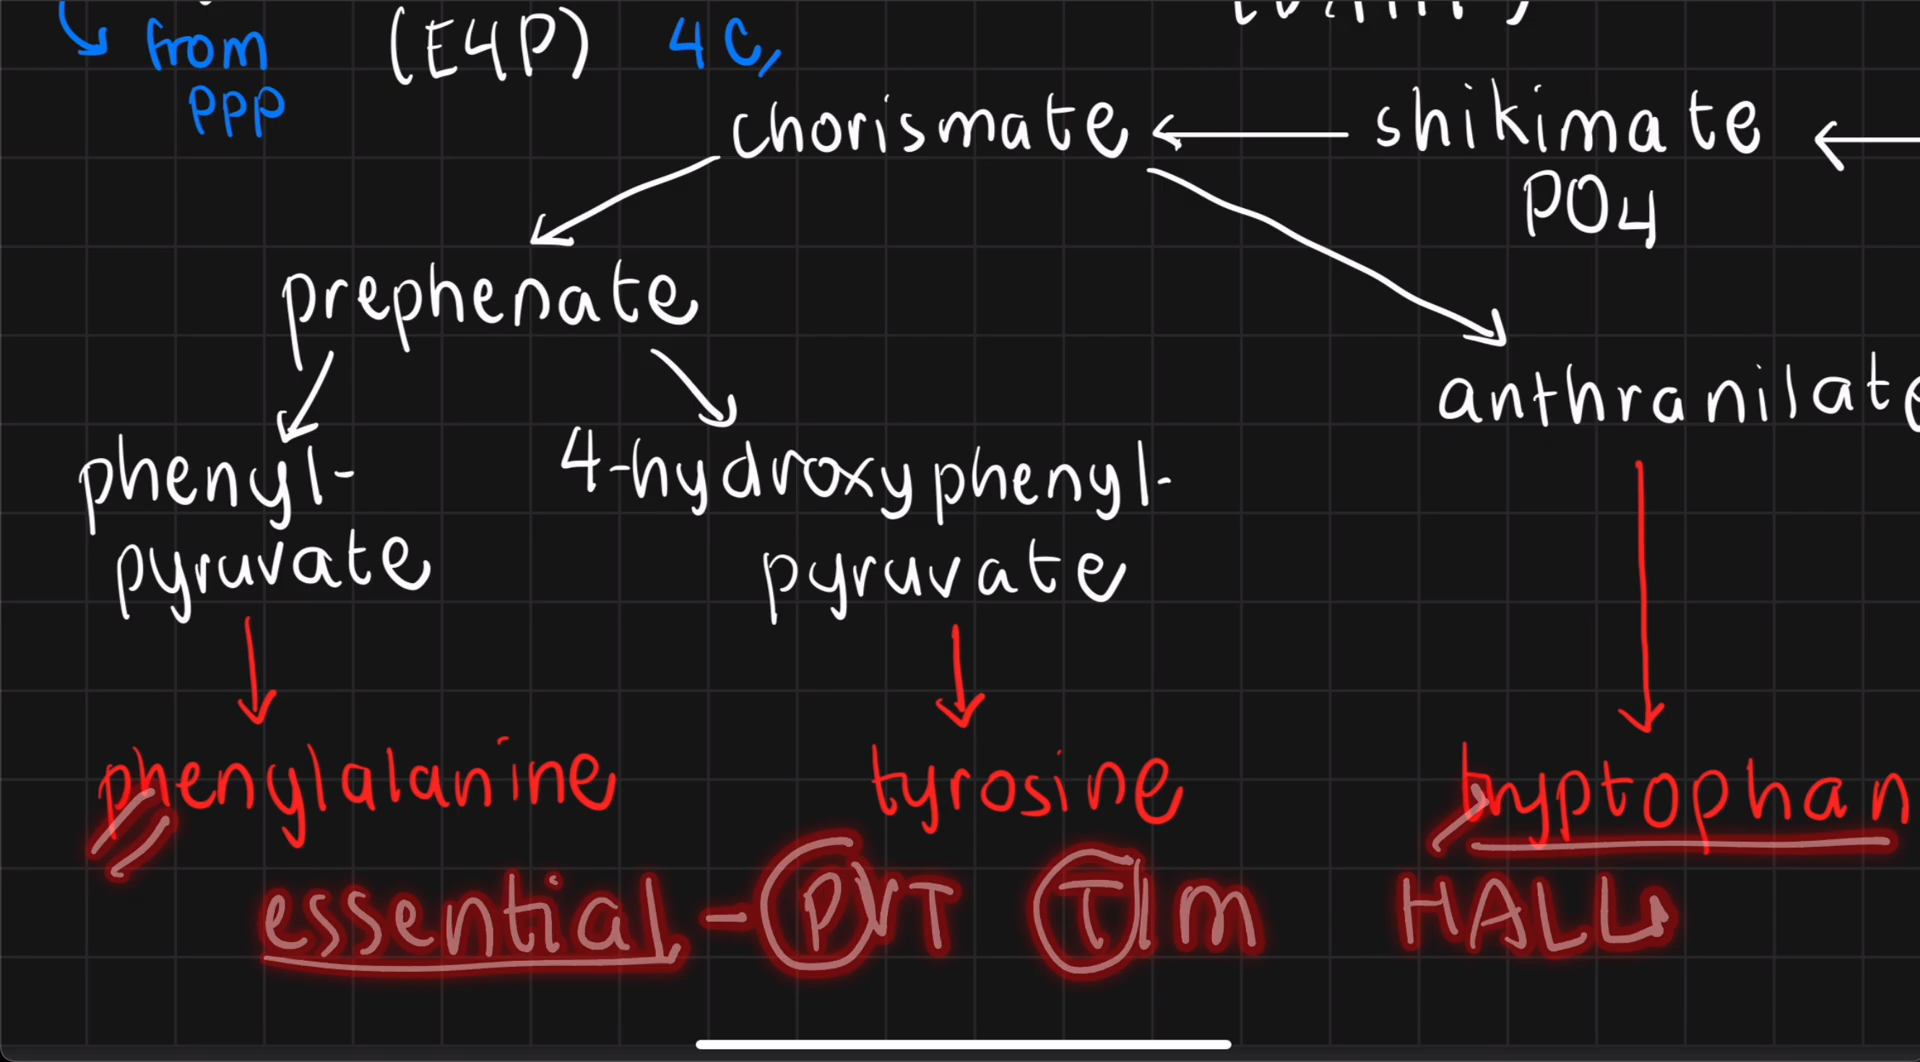 from (E4P) 4C,
PPP
chorismate shikimate
PO4
prephenate
anthranilate
phenyl- 4-hydroxyphenyl-
pyruvate pyruvate
phenylalanine tyrosine tryptophan
essential - PVT TIM HALL